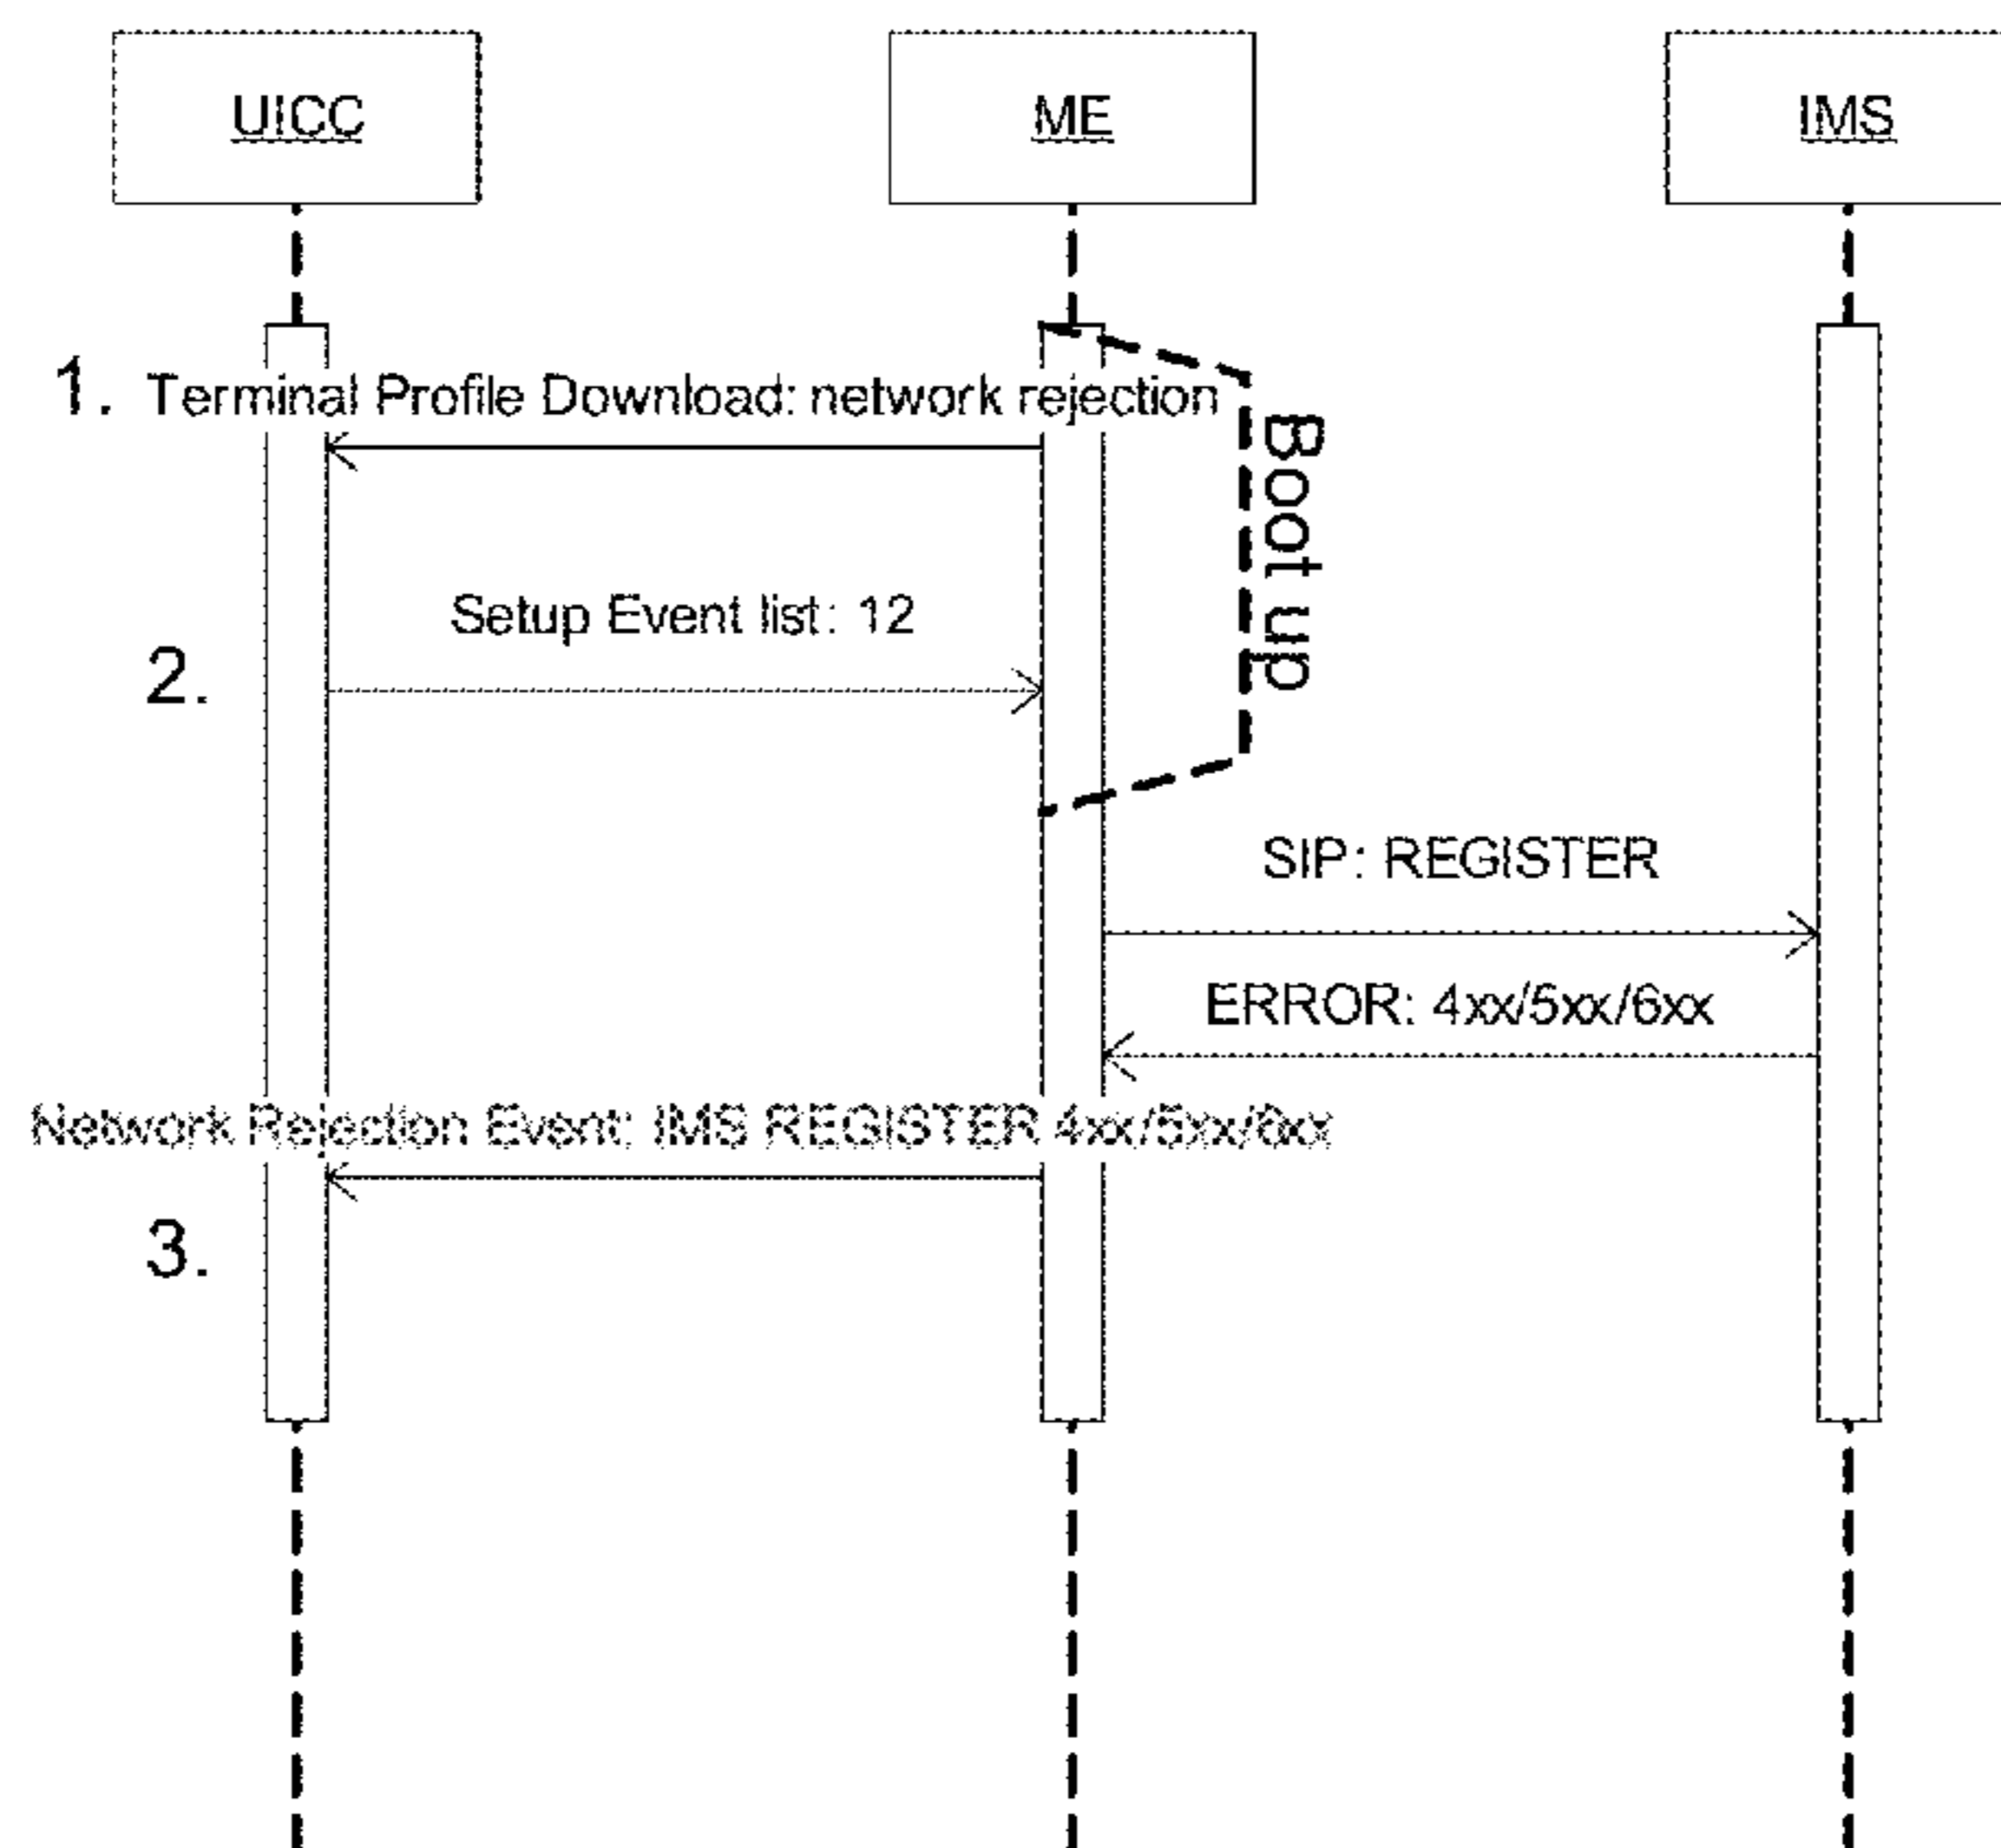 UICC
ME
IMS
1. Terminal Profile Download: network rejection
Boot up
Setup Event list: 12
2.
SIP: REGISTER
ERROR: 4xx/5xx/6xx
Network Rejection Event: IMS REGISTER 4xx/5xx/6xx
3.